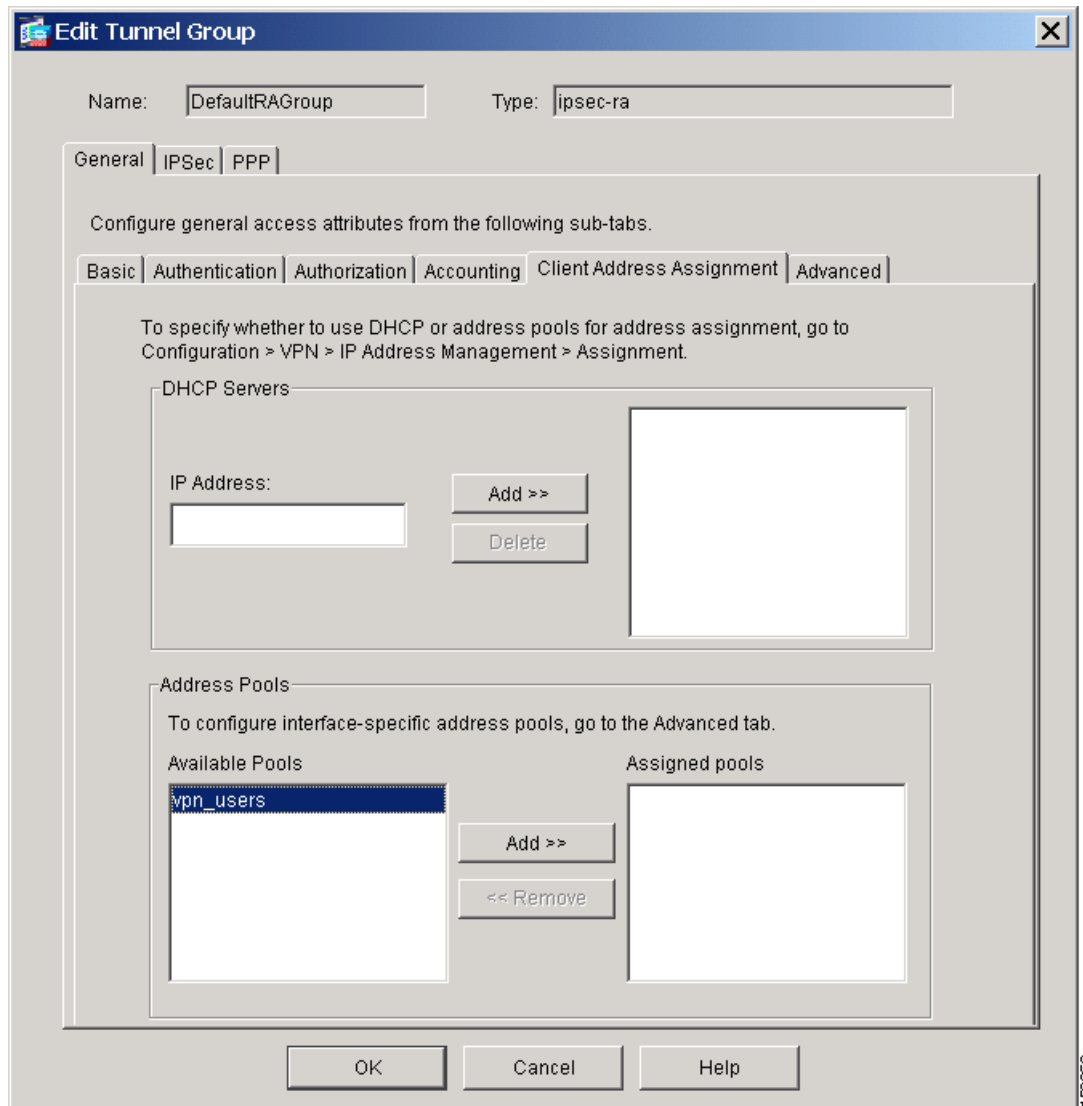 Edit Tunnel Group
Name: DefaultRAGroup Type: ipsec-ra
General IPSec PPP
Configure general access attributes from the following sub-tabs.
Basic Authentication Authorization Accounting Client Address Assignment Advanced
To specify whether to use DHCP or address pools for address assignment, go to
Configuration > VPN > IP Address Management > Assignment.
DHCP Servers
IP Address:
Add >>
Delete
Address Pools
To configure interface-specific address pools, go to the Advanced tab.
Available Pools Assigned pools
vpn_users
Add >>
<< Remove
OK Cancel Help